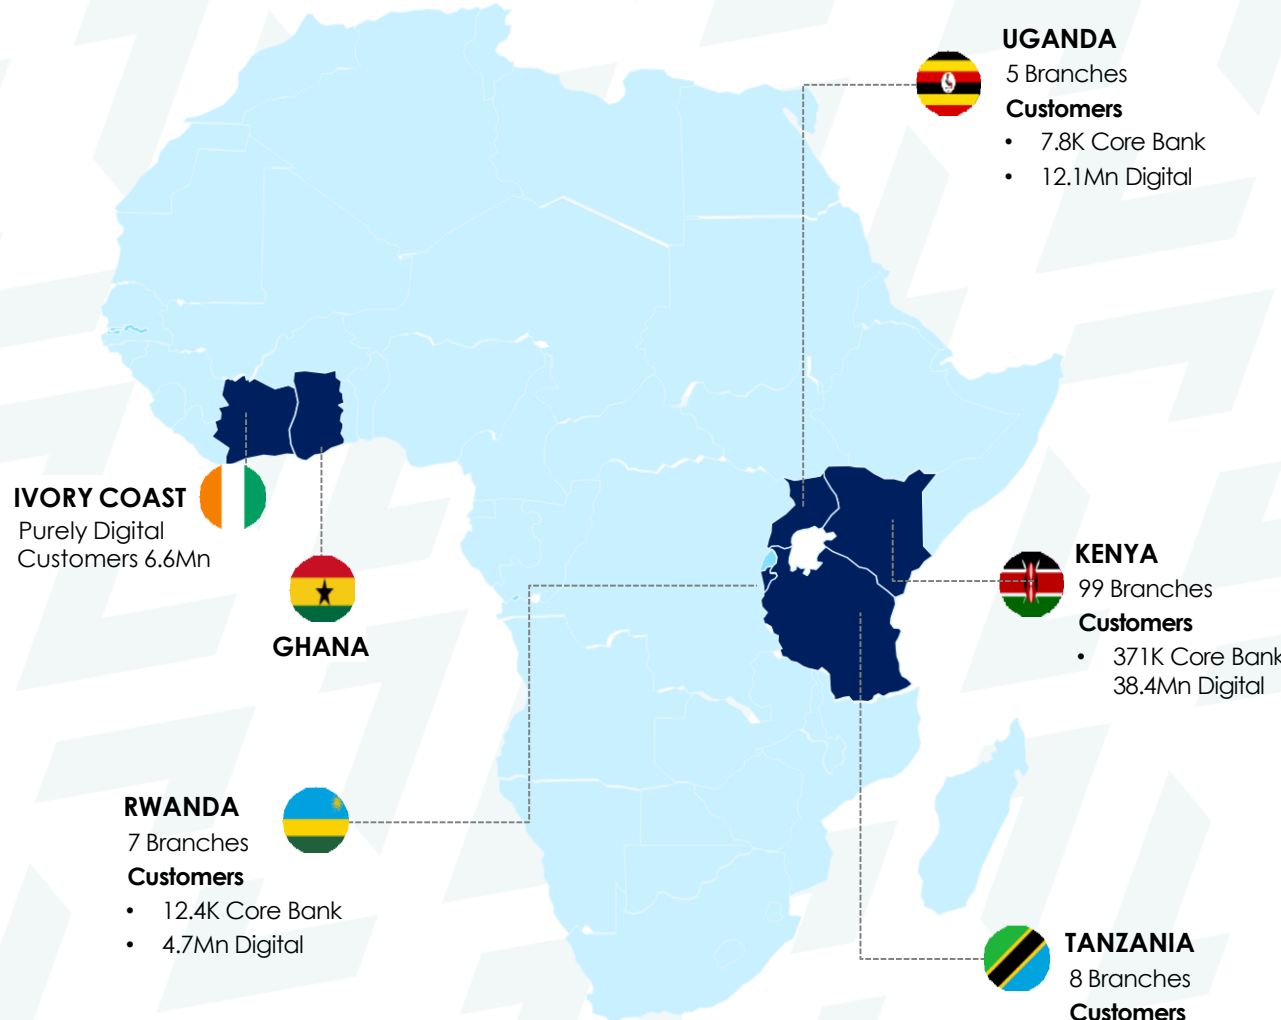 UGANDA
5 Branches
Customers
• 7.8K Core Bank
• 12.1Mn Digital
IVORY COAST
Purely Digital
Customers 6.6Mn
GHANA
KENYA
99 Branches
Customers
• 371K Core Bank
38.4Mn Digital
RWANDA
7 Branches
Customers
• 12.4K Core Bank
• 4.7Mn Digital
TANZANIA
8 Branches
Customers